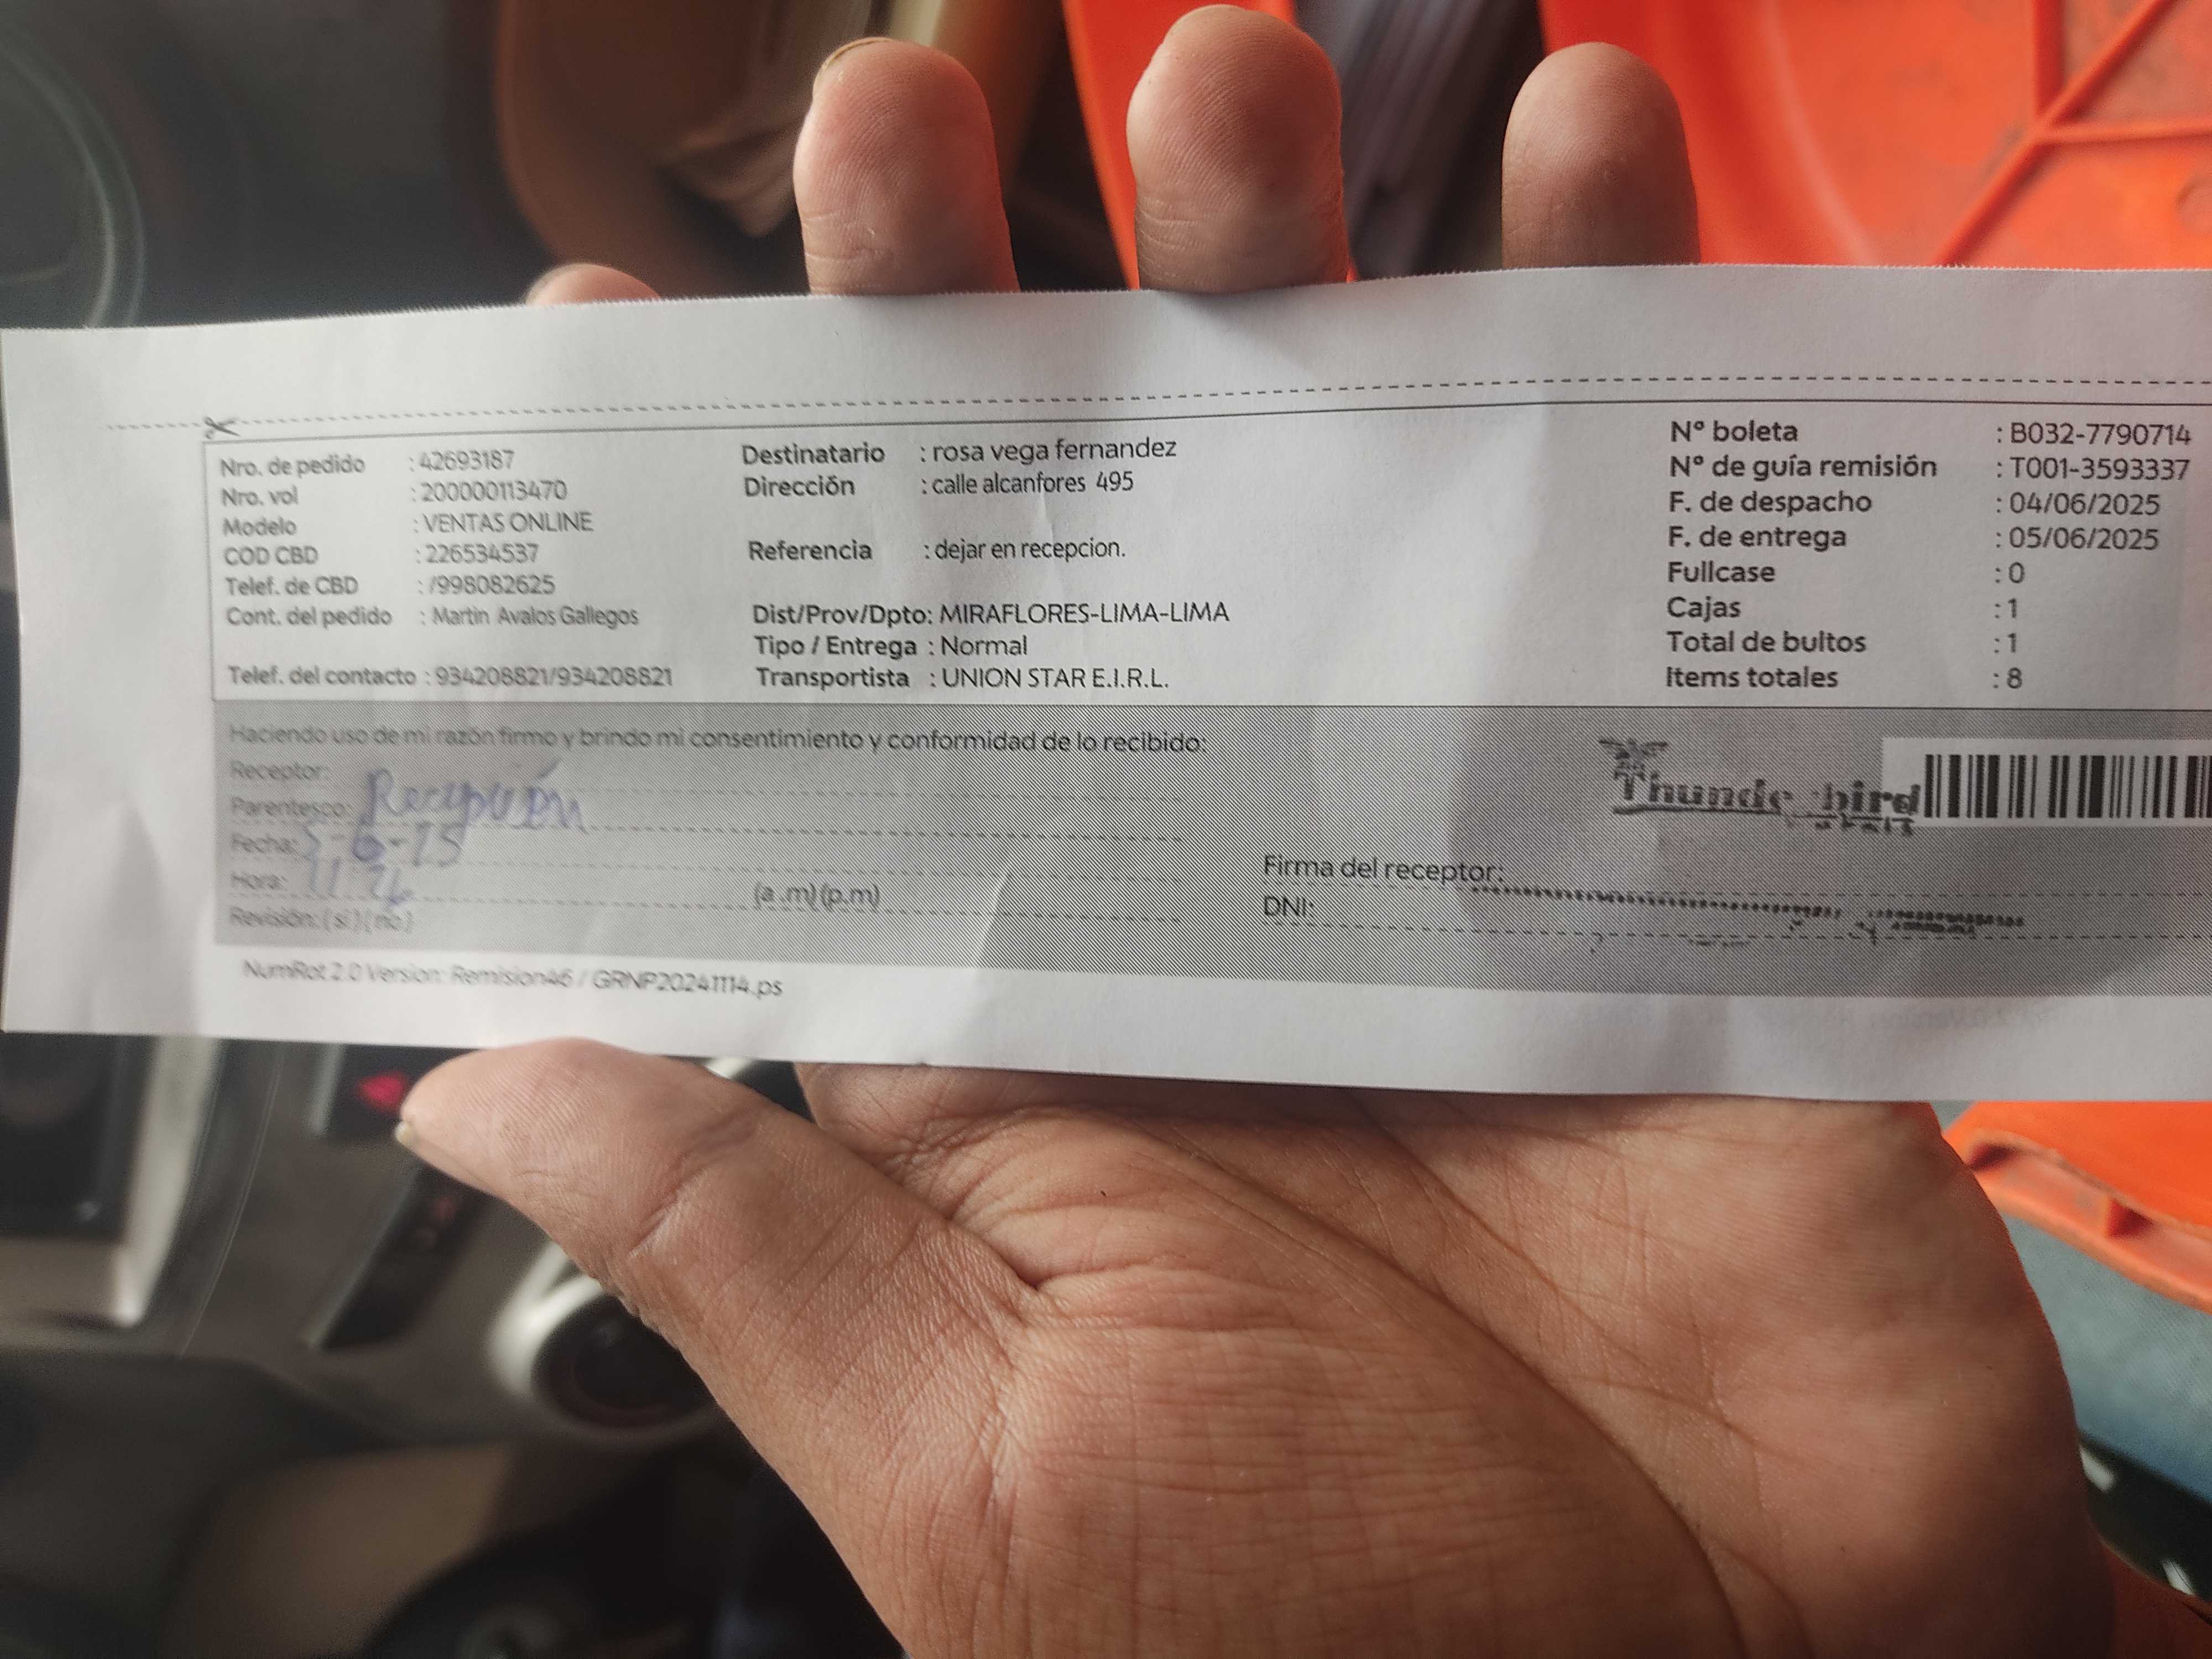 Nro. de pedido : 42693187
Nro. vol : 200000113470
Modelo : VENTAS ONLINE
COD CBD : 226534537
Telef. de CBD : /998082625
Cont. del pedido : Martin Avalos Gallegos
Telef. del contacto : 934208821/934208821
Destinatario : rosa vega fernandez
Dirección : calle alcanfores 495
Referencia : dejar en recepcion.
Dist/Prov/Dpto: MIRAFLORES-LIMA-LIMA
Tipo / Entrega : Normal
Transportista : UNION STAR E.I.R.L.
N° boleta : B032-7790714
N° de guía remisión : T001-3593337
F. de despacho : 04/06/2025
F. de entrega : 05/06/2025
Fullcase : 0
Cajas : 1
Total de bultos : 1
Items totales : 8
Haciendo uso de mi razón firmo y brindo mi consentimiento y conformidad de lo recibido:
Receptor:
Parentesco: Recepción
Fecha:
Hora: (a.m) (p.m)
Revisión: ( si ) ( no )
Firma del receptor:
DNI:
NumRot 2.0 Version: Remision46 / GRNP20241114.ps